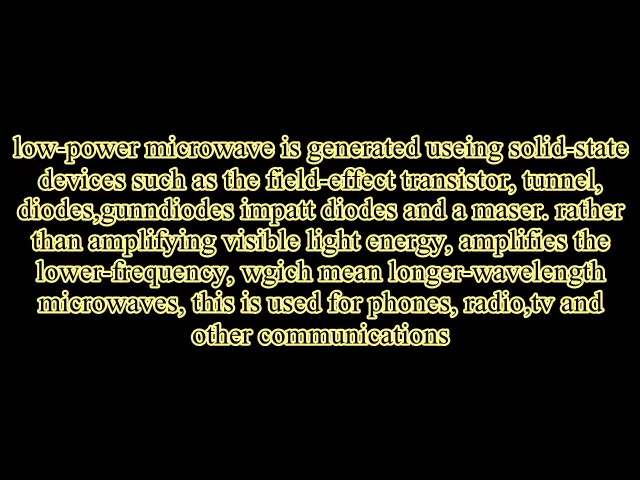 low-power microwave is generated useing solid-state
devices such as the field-effect transistor, tunnel,
diodes,gunndiodes impatt diodes and a maser. rather
than amplifying visible light energy, amplifies the
lower-frequency, wgich mean longer-wavelength
microwaves, this is used for phones, radio,tv and
other communications